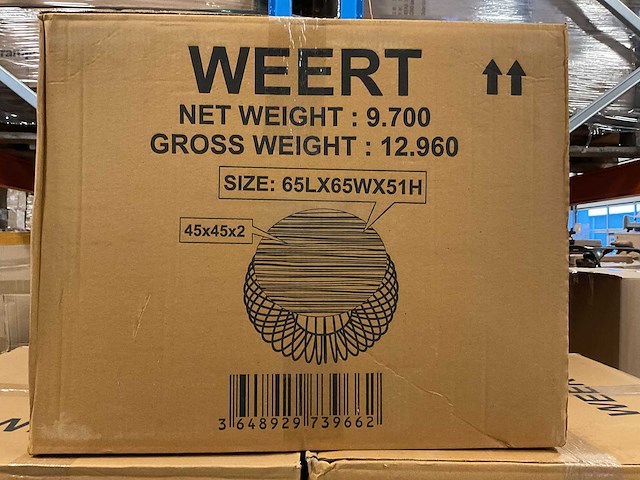 WEERT
NET WEIGHT : 9.700
GROSS WEIGHT : 12.960
SIZE: 65LX65WX51H
45x45x2
3 648929 739662